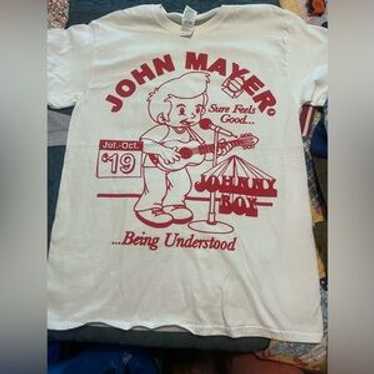 JOHN MAYER
Sure Feels
Good...
Jul.-Oct.
'19
JOHNNY
BOY
...Being Understood